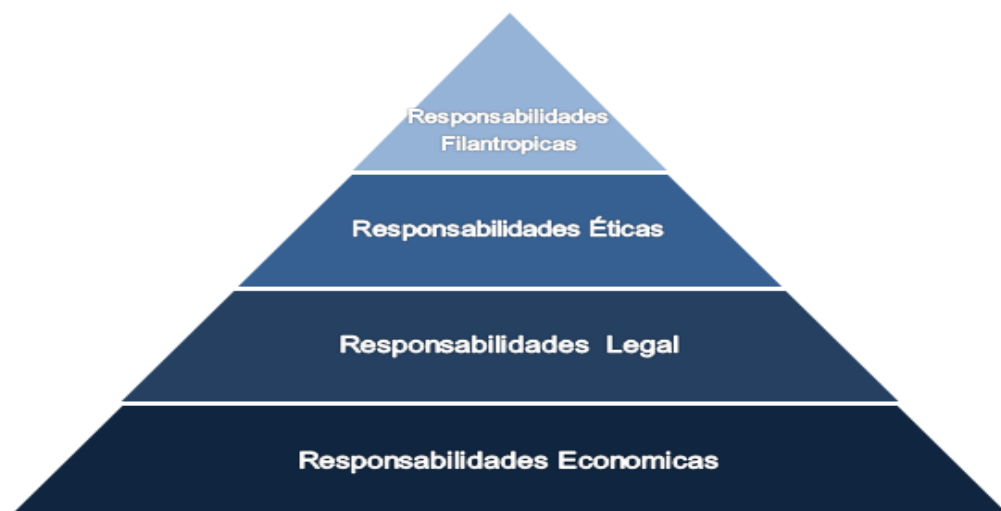 Responsabilidades
Filantropicas
Responsabilidades Éticas
Responsabilidades Legal
Responsabilidades Economicas